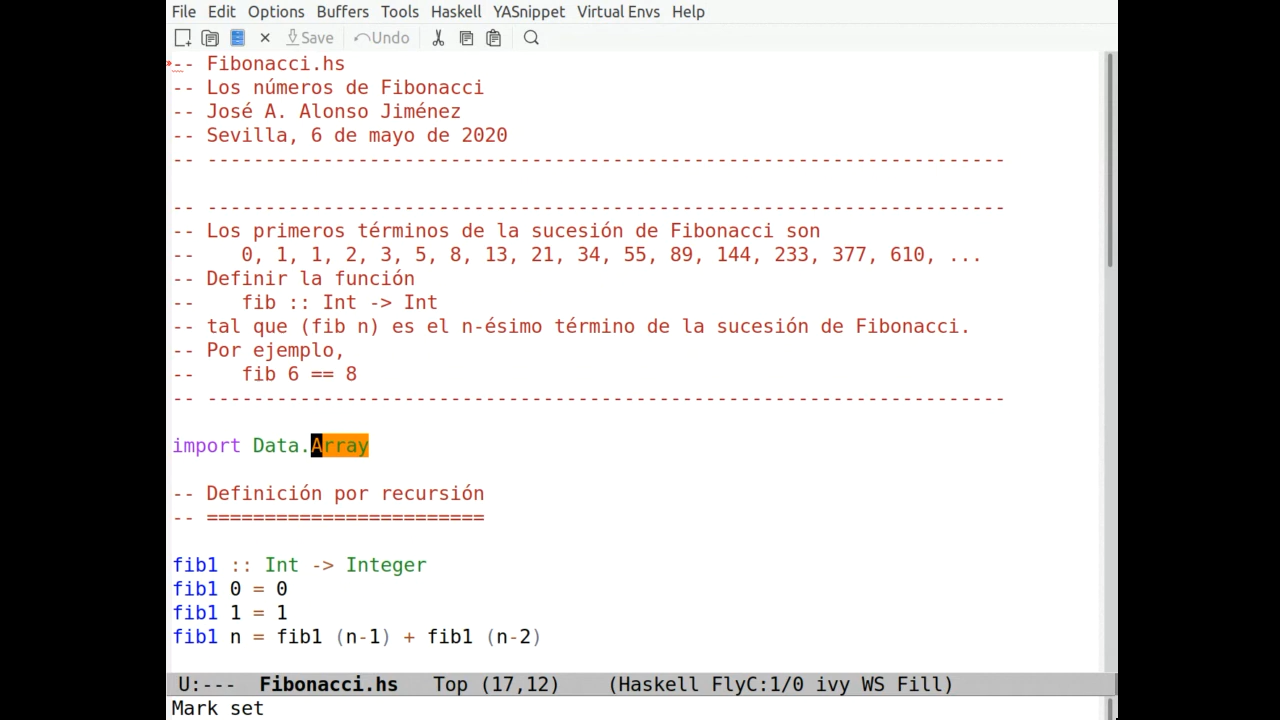 File Edit Options Buffers Tools Haskell YASnippet Virtual Envs Help
Save Undo
-- Fibonacci.hs
-- Los números de Fibonacci
-- José A. Alonso Jiménez
-- Sevilla, 6 de mayo de 2020
-- ---------------------------------------------------------------------
-- ---------------------------------------------------------------------
-- Los primeros términos de la sucesión de Fibonacci son
--    0, 1, 1, 2, 3, 5, 8, 13, 21, 34, 55, 89, 144, 233, 377, 610, ...
-- Definir la función
--    fib :: Int -> Int
-- tal que (fib n) es el n-ésimo término de la sucesión de Fibonacci.
-- Por ejemplo,
--    fib 6 == 8
-- ---------------------------------------------------------------------
import Data.Array
-- Definición por recursión
-- ========================
fib1 :: Int -> Integer
fib1 0 = 0
fib1 1 = 1
fib1 n = fib1 (n-1) + fib1 (n-2)
U:--- Fibonacci.hs Top (17,12) (Haskell FlyC:1/0 ivy WS Fill)
Mark set